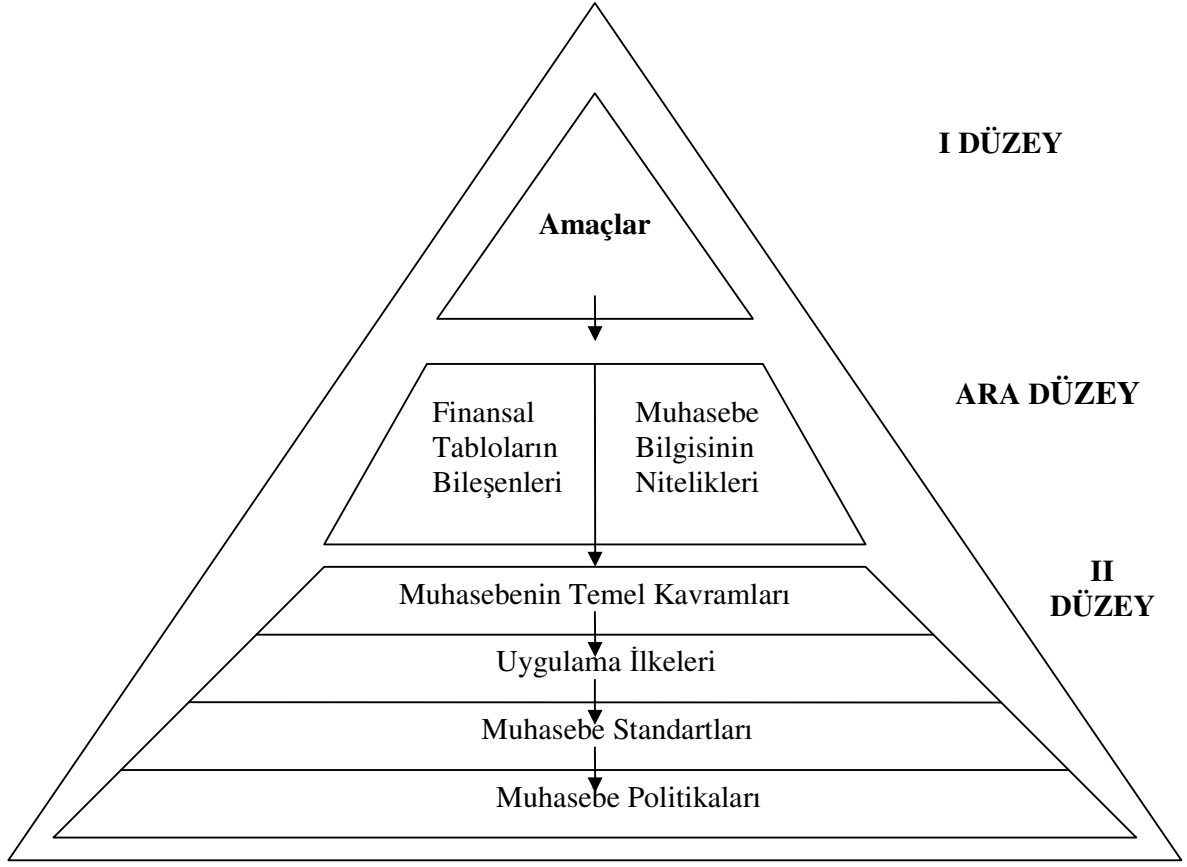 I DÜZEY
Amaçlar
ARA DÜZEY
Finansal
Tabloların
Bileşenleri
Muhasebe
Bilgisinin
Nitelikleri
II
DÜZEY
Muhasebenin Temel Kavramları
Uygulama İlkeleri
Muhasebe Standartları
Muhasebe Politikaları